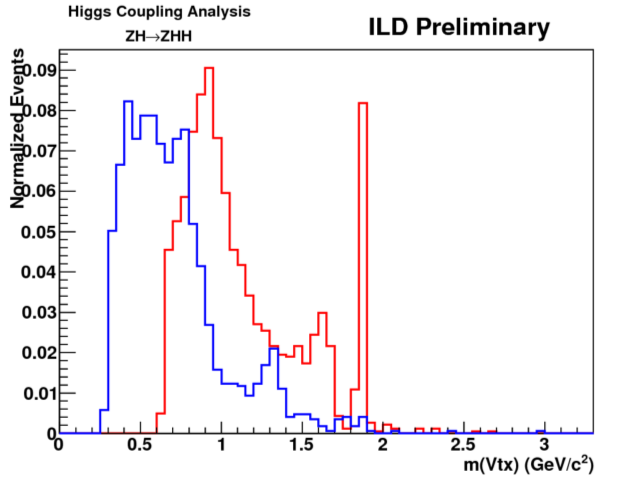 Higgs Coupling Analysis
ZH→ZHH
ILD Preliminary
Normalized Events
0.09
0.08
0.07
0.06
0.05
0.04
0.03
0.02
0.01
0
0 0.5 1 1.5 2 2.5 3
m(Vtx) (GeV/c²)